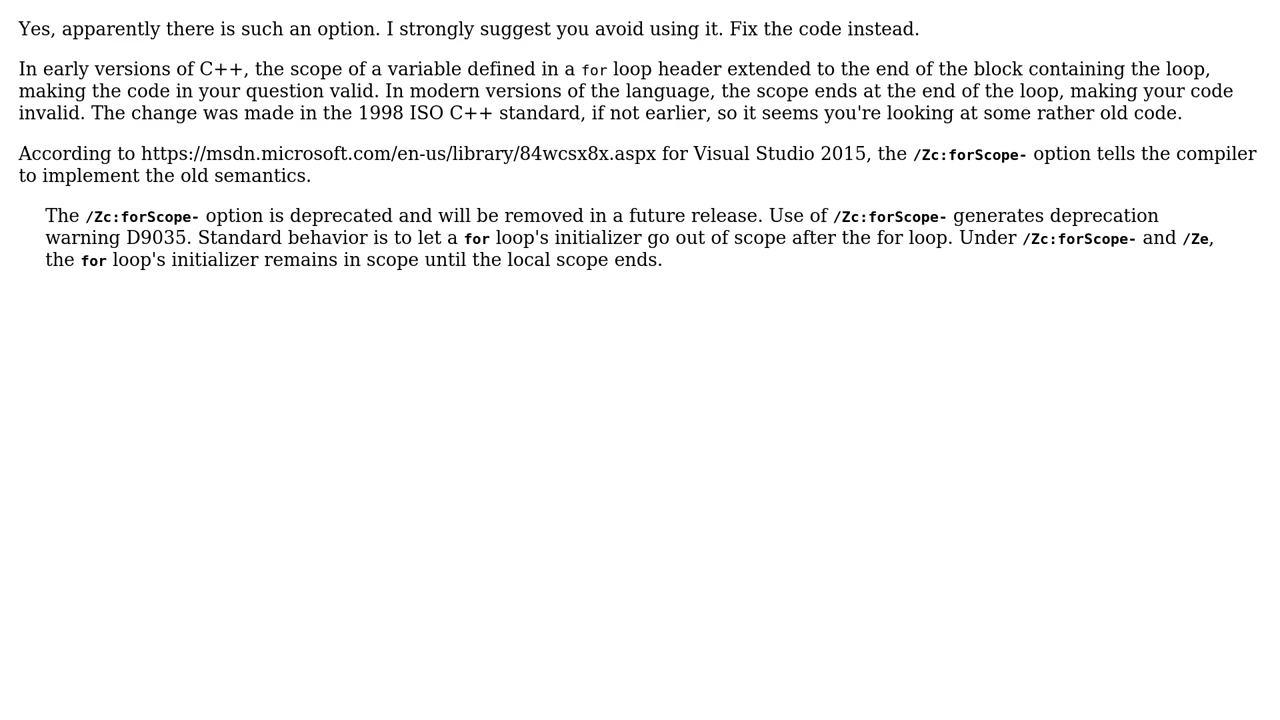 Yes, apparently there is such an option. I strongly suggest you avoid using it. Fix the code instead.
In early versions of C++, the scope of a variable defined in a for loop header extended to the end of the block containing the loop,
making the code in your question valid. In modern versions of the language, the scope ends at the end of the loop, making your code
invalid. The change was made in the 1998 ISO C++ standard, if not earlier, so it seems you're looking at some rather old code.
According to https://msdn.microsoft.com/en-us/library/84wcsx8x.aspx for Visual Studio 2015, the /Zc:forScope- option tells the compiler
to implement the old semantics.
The /Zc:forScope- option is deprecated and will be removed in a future release. Use of /Zc:forScope- generates deprecation
warning D9035. Standard behavior is to let a for loop's initializer go out of scope after the for loop. Under /Zc:forScope- and /Ze,
the for loop's initializer remains in scope until the local scope ends.